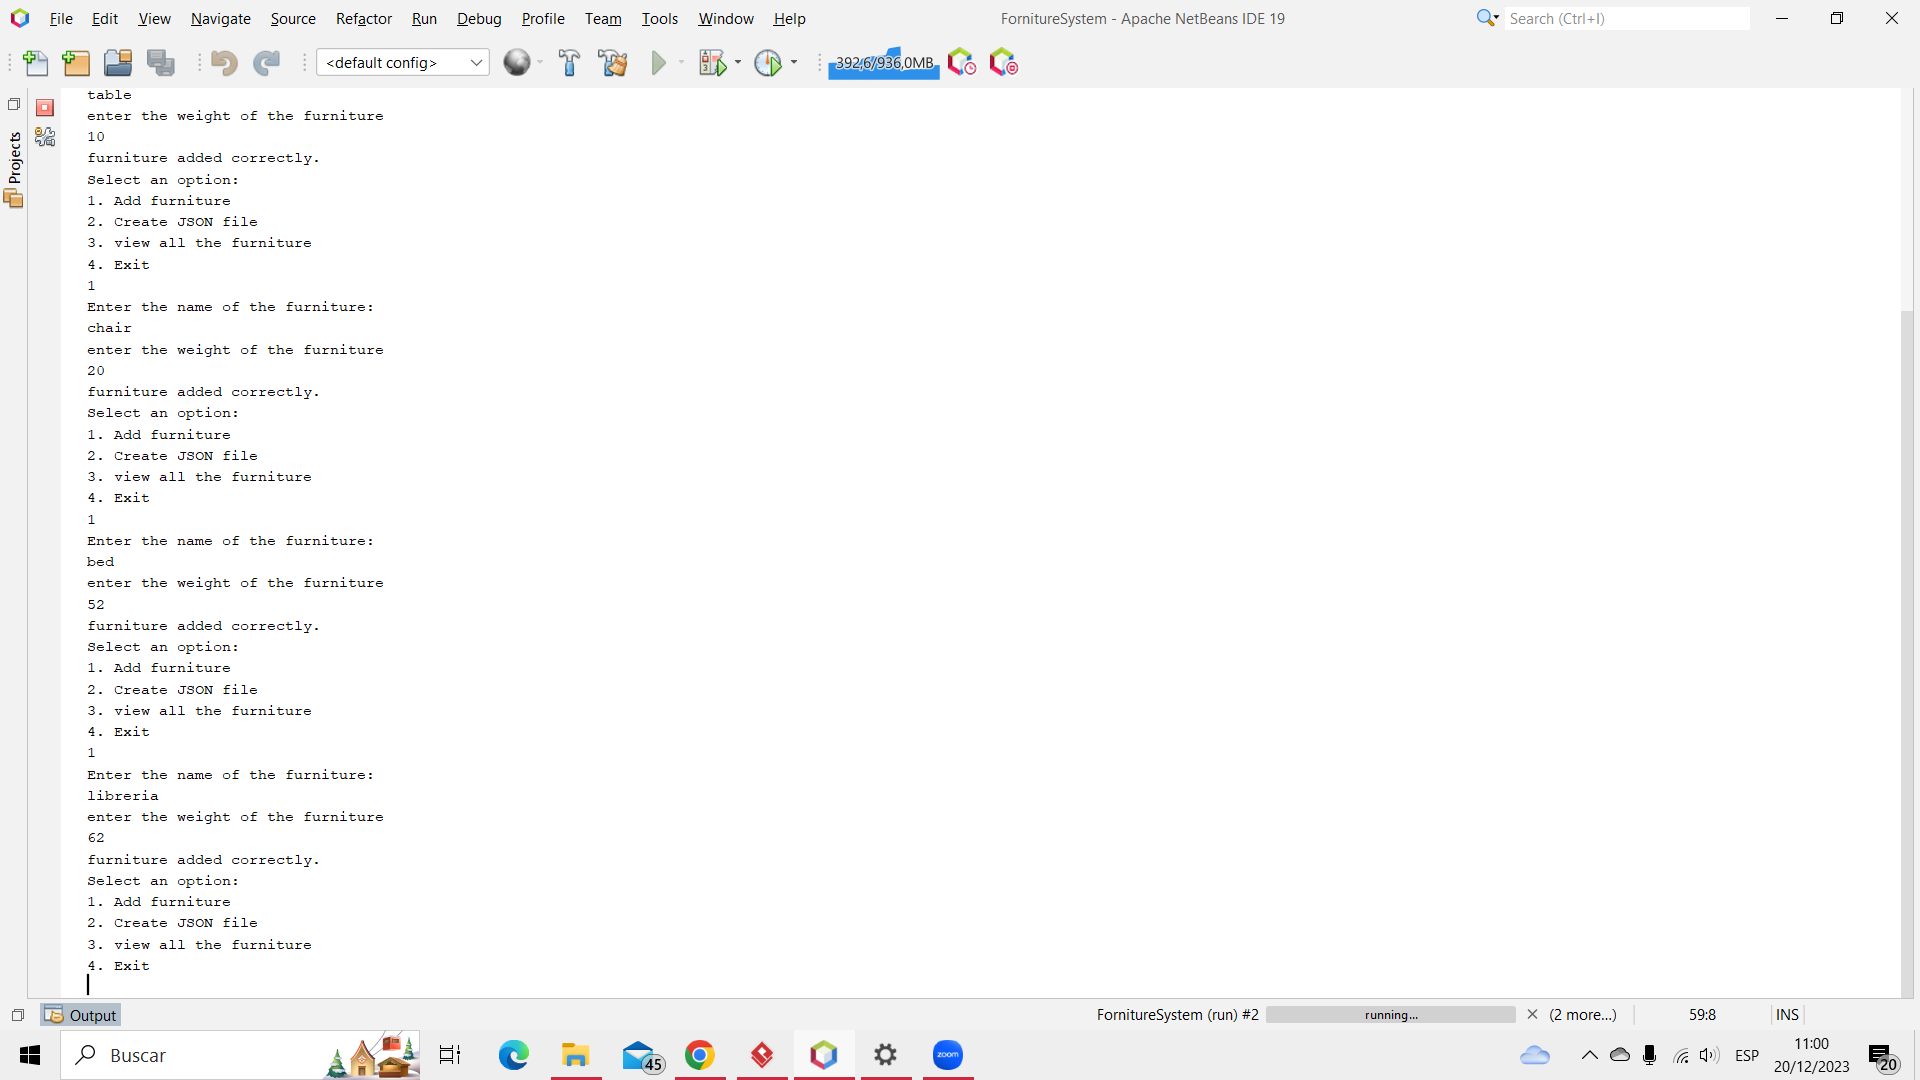 File Edit View Navigate Source Refactor Run Debug Profile Team Tools Window Help FornitureSystem - Apache NetBeans IDE 19 Search (Ctrl+I)
<default config> 392,6/936,0MB
Projects
table
enter the weight of the furniture
10
furniture added correctly.
Select an option:
1. Add furniture
2. Create JSON file
3. view all the furniture
4. Exit
1
Enter the name of the furniture:
chair
enter the weight of the furniture
20
furniture added correctly.
Select an option:
1. Add furniture
2. Create JSON file
3. view all the furniture
4. Exit
1
Enter the name of the furniture:
bed
enter the weight of the furniture
52
furniture added correctly.
Select an option:
1. Add furniture
2. Create JSON file
3. view all the furniture
4. Exit
1
Enter the name of the furniture:
libreria
enter the weight of the furniture
62
furniture added correctly.
Select an option:
1. Add furniture
2. Create JSON file
3. view all the furniture
4. Exit
Output FornitureSystem (run) #2 running... (2 more...) 59:8 INS
Buscar 45 zoom ESP 11:00 20
20/12/2023